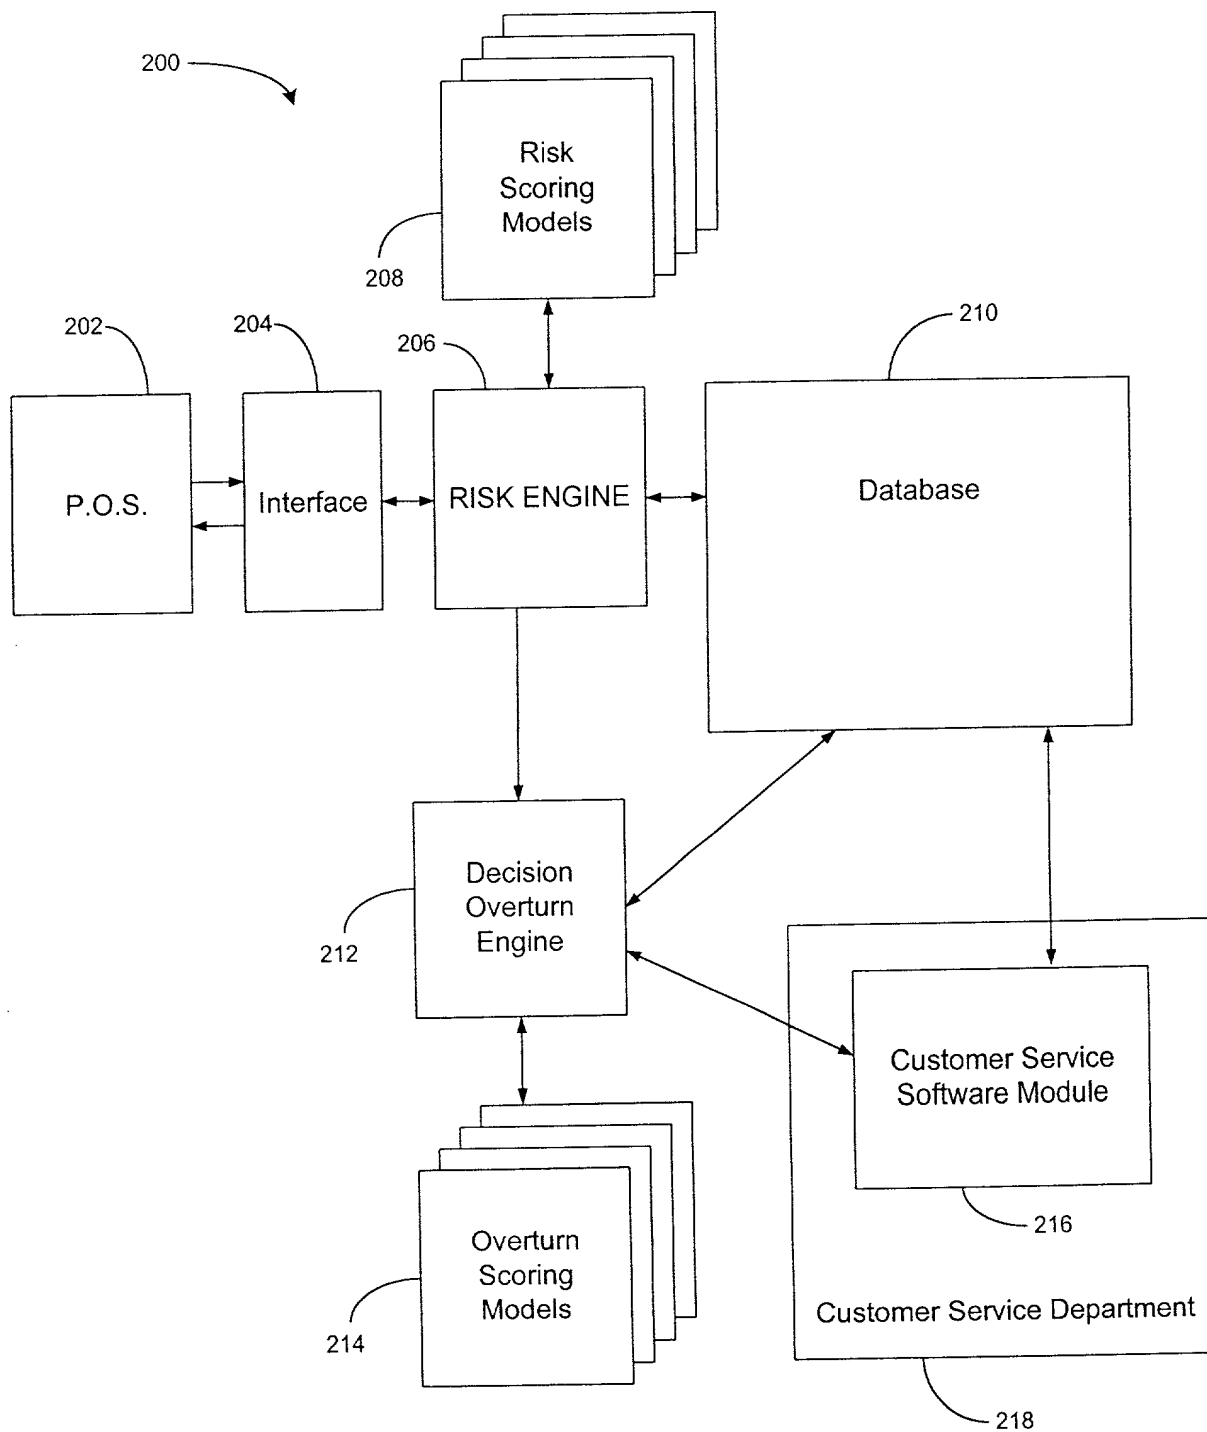 200
Risk
Scoring
Models
208
202
204
206
210
P.O.S.
Interface
RISK ENGINE
Database
Decision
Overturn
Engine
212
Customer Service
Software Module
216
Overturn
Scoring
Models
214
Customer Service Department
218